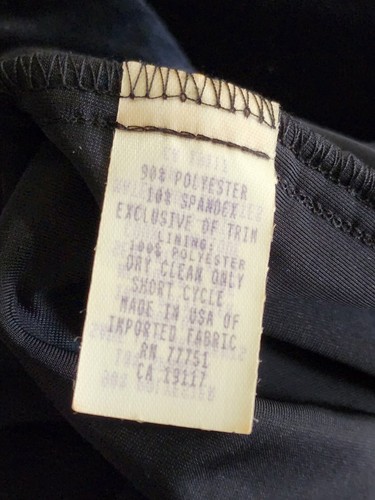 90% POLYESTER
10% SPANDEX
EXCLUSIVE OF TRIM
LINING:
100% POLYESTER
DRY CLEAN ONLY
SHORT CYCLE
MADE IN USA OF
IMPORTED FABRIC
RN 77751
CA 19117